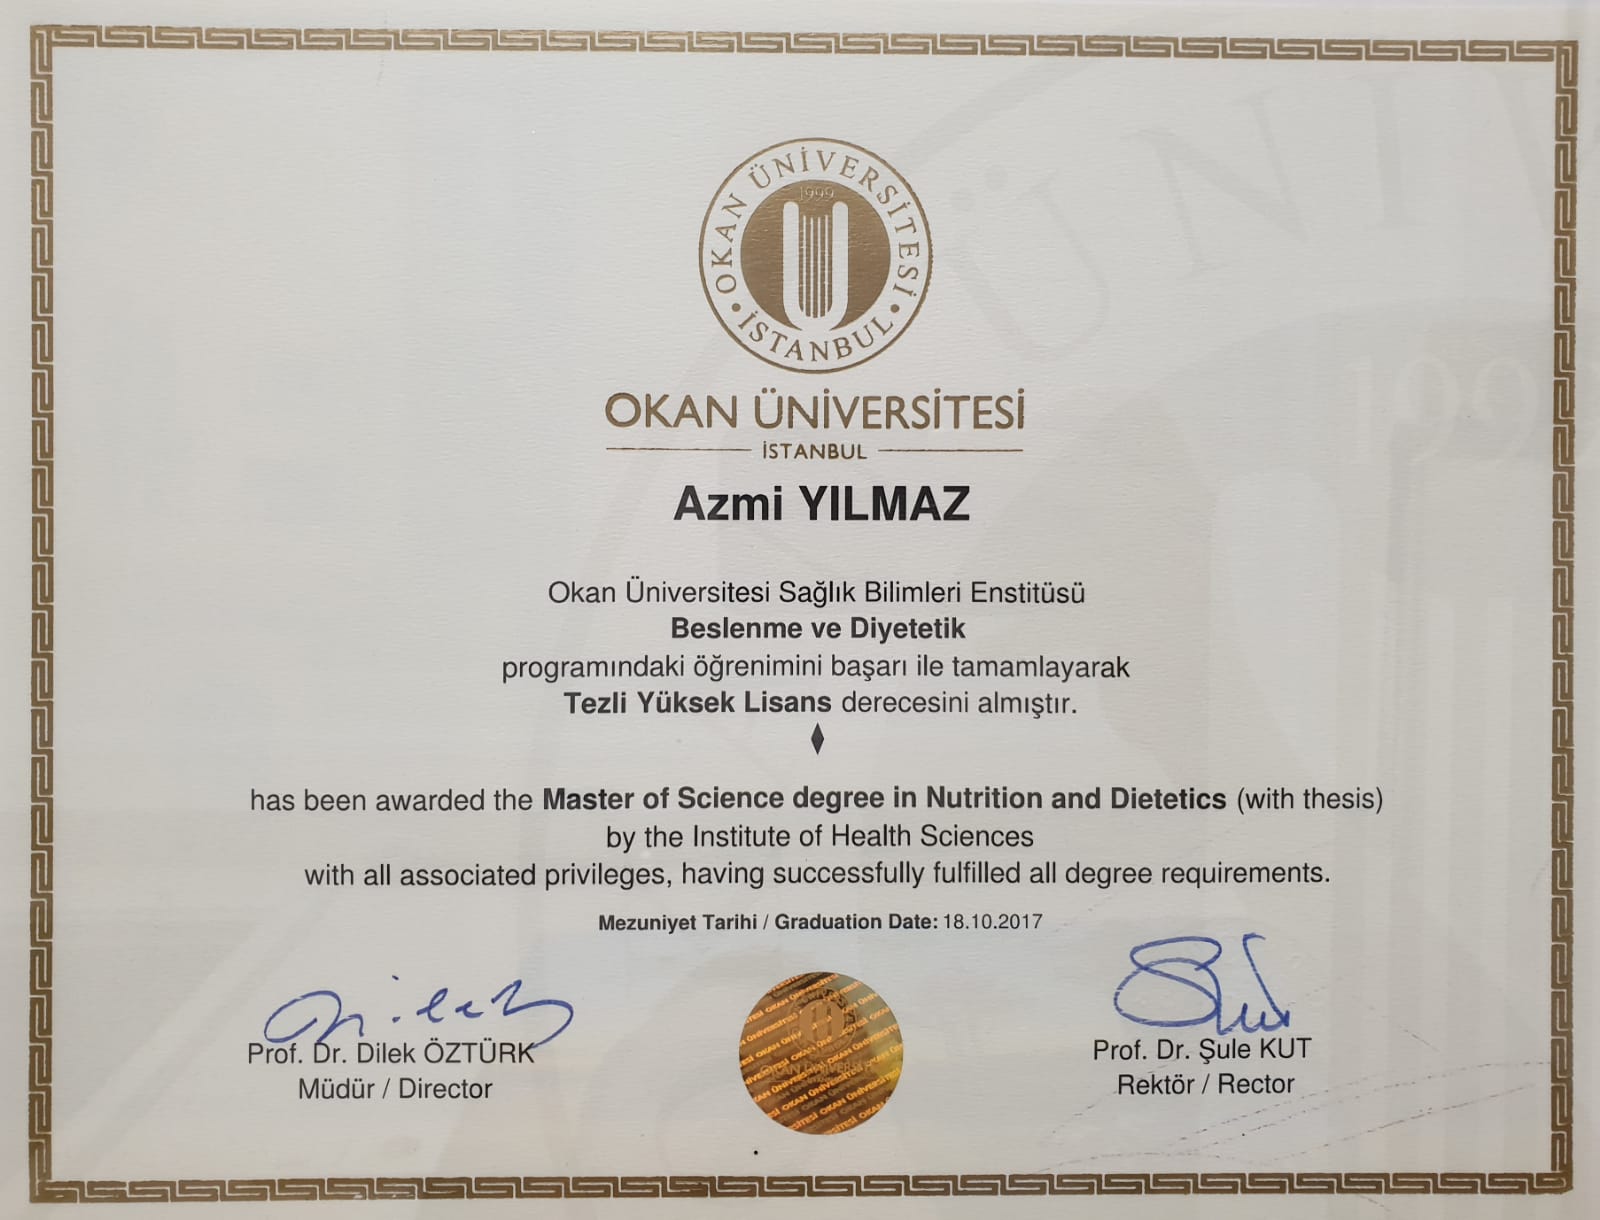 OKAN ÜNİVERSİTESİ
1999
İSTANBUL
OKAN ÜNİVERSİTESİ
İSTANBUL
Azmi YILMAZ
Okan Üniversitesi Sağlık Bilimleri Enstitüsü
Beslenme ve Diyetetik
programındaki öğrenimini başarı ile tamamlayarak
Tezli Yüksek Lisans derecesini almıştır.
has been awarded the Master of Science degree in Nutrition and Dietetics (with thesis)
by the Institute of Health Sciences
with all associated privileges, having successfully fulfilled all degree requirements.
Mezuniyet Tarihi / Graduation Date: 18.10.2017
Prof. Dr. Dilek ÖZTÜRK
Müdür / Director
OKAN ÜNİVERSİTESİ
Prof. Dr. Şule KUT
Rektör / Rector